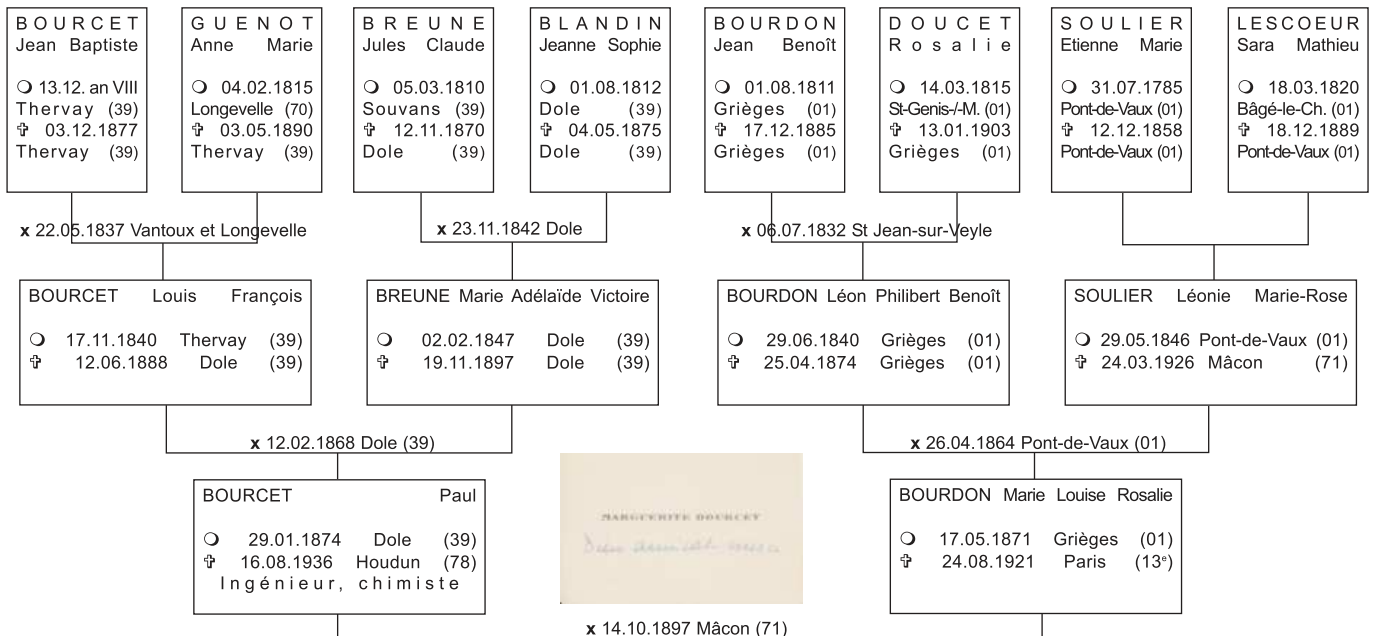 BOURCET
Jean Baptiste
❍ 13.12. an VIII
Thervay (39)
✞ 03.12.1877
Thervay (39)
GUENOT
Anne Marie
❍ 04.02.1815
Longevelle (70)
✞ 03.05.1890
Thervay (39)
BREUNE
Jules Claude
❍ 05.03.1810
Souvans (39)
✞ 12.11.1870
Dole (39)
BLANDIN
Jeanne Sophie
❍ 01.08.1812
Dole (39)
✞ 04.05.1875
Dole (39)
BOURDON
Jean Benoît
❍ 01.08.1811
Grièges (01)
✞ 17.12.1885
Grièges (01)
DOUCET
Rosalie
❍ 14.03.1815
St-Genis-/-M. (01)
✞ 13.01.1903
Grièges (01)
SOULIER
Etienne Marie
❍ 31.07.1785
Pont-de-Vaux (01)
✞ 12.12.1858
Pont-de-Vaux (01)
LESCOEUR
Sara Mathieu
❍ 18.03.1820
Bâgé-le-Ch. (01)
✞ 18.12.1889
Pont-de-Vaux (01)
x 22.05.1837 Vantoux et Longevelle
x 23.11.1842 Dole
x 06.07.1832 St Jean-sur-Veyle
BOURCET Louis François
❍ 17.11.1840 Thervay (39)
✞ 12.06.1888 Dole (39)
BREUNE Marie Adélaïde Victoire
❍ 02.02.1847 Dole (39)
✞ 19.11.1897 Dole (39)
BOURDON Léon Philibert Benoît
❍ 29.06.1840 Grièges (01)
✞ 25.04.1874 Grièges (01)
SOULIER Léonie Marie-Rose
❍ 29.05.1846 Pont-de-Vaux (01)
✞ 24.03.1926 Mâcon (71)
x 12.02.1868 Dole (39)
x 26.04.1864 Pont-de-Vaux (01)
BOURCET Paul
❍ 29.01.1874 Dole (39)
✞ 16.08.1936 Houdun (78)
Ingénieur, chimiste
MARGUERITE BOURCET
BOURDON Marie Louise Rosalie
❍ 17.05.1871 Grièges (01)
✞ 24.08.1921 Paris (13e)
x 14.10.1897 Mâcon (71)